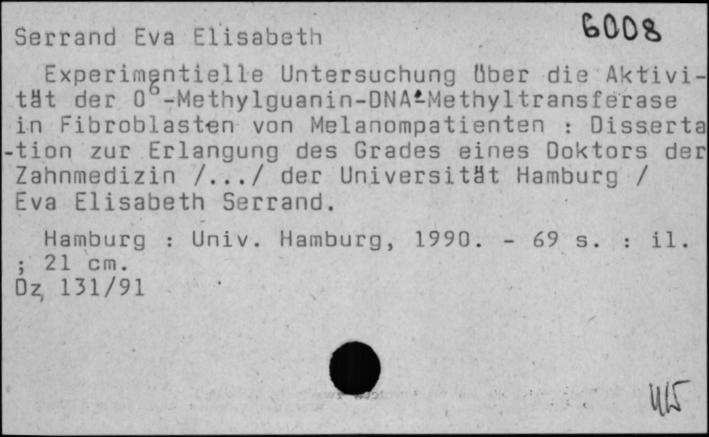 6008
Serrand Eva Elisabeth
Experimentielle Untersuchung über die Aktivi-
tät der O⁶-Methylguanin-DNA-Methyltransferase
in Fibroblasten von Melanompatienten : Disserta
-tion zur Erlangung des Grades eines Doktors der
Zahnmedizin /.../ der Universität Hamburg /
Eva Elisabeth Serrand.
Hamburg : Univ. Hamburg, 1990. - 69 s. : il.
; 21 cm.
Dz, 131/91